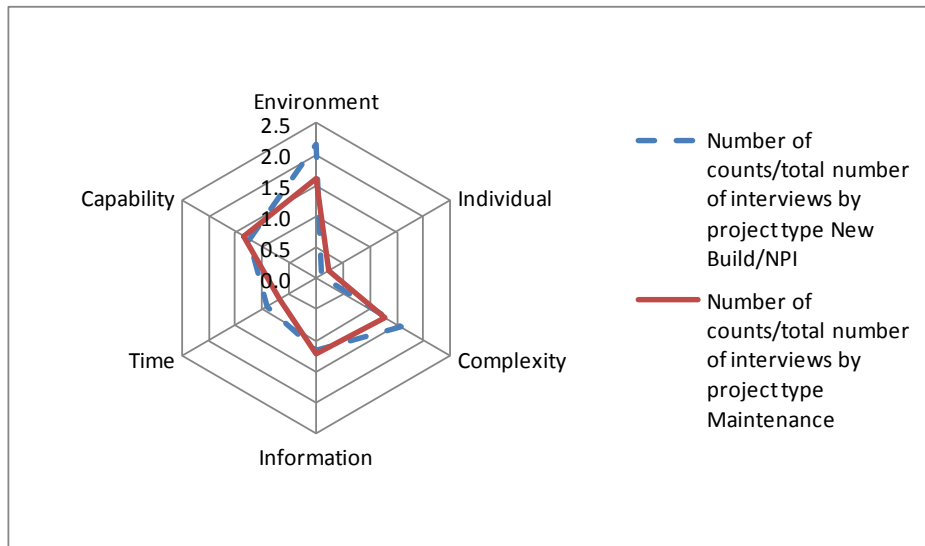 Environment
2.5
2.0
1.5
1.0
0.5
0.0
Individual
Complexity
Information
Time
Capability
Number of
counts/total number
of interviews by
project type New
Build/NPI
Number of
counts/total number
of interviews by
project type
Maintenance